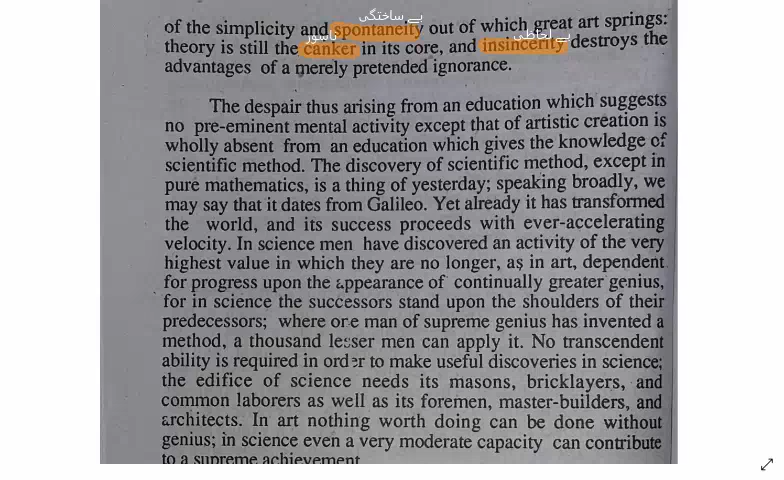 of the simplicity and spontaneity out of which great art springs:
بے ساختگی
theory is still the canker in its core, and insincerity destroys the
ناسور
بے لحاظی
advantages of a merely pretended ignorance.
The despair thus arising from an education which suggests
no pre-eminent mental activity except that of artistic creation is
wholly absent from an education which gives the knowledge of
scientific method. The discovery of scientific method, except in
pure mathematics, is a thing of yesterday; speaking broadly, we
may say that it dates from Galileo. Yet already it has transformed
the world, and its success proceeds with ever-accelerating
velocity. In science men have discovered an activity of the very
highest value in which they are no longer, as in art, dependent
for progress upon the appearance of continually greater genius,
for in science the successors stand upon the shoulders of their
predecessors; where one man of supreme genius has invented a
method, a thousand lesser men can apply it. No transcendent
ability is required in order to make useful discoveries in science;
the edifice of science needs its masons, bricklayers, and
common laborers as well as its foremen, master-builders, and
architects. In art nothing worth doing can be done without
genius; in science even a very moderate capacity can contribute
to a supreme achievement